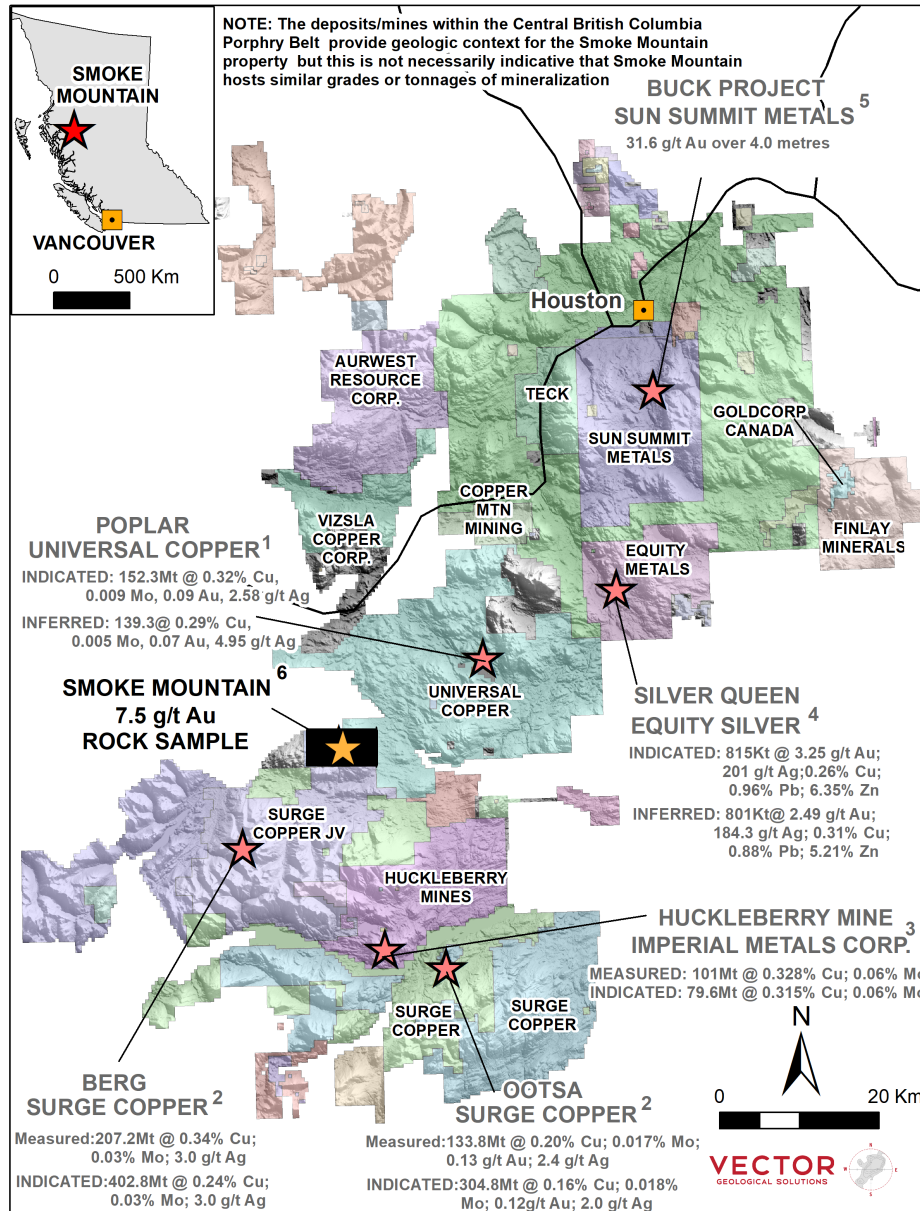 NOTE: The deposits/mines within the Central British Columbia
Porphry Belt provide geologic context for the Smoke Mountain
property but this is not necessarily indicative that Smoke Mountain
hosts similar grades or tonnages of mineralization
SMOKE
MOUNTAIN
VANCOUVER
0 500 Km
BUCK PROJECT
SUN SUMMIT METALS 5
31.6 g/t Au over 4.0 metres
Houston
AURWEST
RESOURCE
CORP.
TECK
SUN SUMMIT
METALS
GOLDCORP
CANADA
COPPER
MTN
MINING
VIZSLA
COPPER
CORP.
EQUITY
METALS
FINLAY
MINERALS
POPLAR
UNIVERSAL COPPER 1
INDICATED: 152.3Mt @ 0.32% Cu,
0.009 Mo, 0.09 Au, 2.58 g/t Ag
INFERRED: 139.3@ 0.29% Cu,
0.005 Mo, 0.07 Au, 4.95 g/t Ag
UNIVERSAL
COPPER
SMOKE MOUNTAIN 6
7.5 g/t Au
ROCK SAMPLE
SILVER QUEEN
EQUITY SILVER 4
INDICATED: 815Kt @ 3.25 g/t Au;
201 g/t Ag;0.26% Cu;
0.96% Pb; 6.35% Zn
INFERRED: 801Kt@ 2.49 g/t Au;
184.3 g/t Ag; 0.31% Cu;
0.88% Pb; 5.21% Zn
SURGE
COPPER JV
HUCKLEBERRY
MINES
HUCKLEBERRY MINE
IMPERIAL METALS CORP. 3
MEASURED: 101Mt @ 0.328% Cu; 0.06% Mo
INDICATED: 79.6Mt @ 0.315% Cu; 0.06% Mo
SURGE
COPPER
SURGE
COPPER
N
0 20 Km
BERG
SURGE COPPER 2
Measured:207.2Mt @ 0.34% Cu;
0.03% Mo; 3.0 g/t Ag
INDICATED:402.8Mt @ 0.24% Cu;
0.03% Mo; 3.0 g/t Ag
OOTSA
SURGE COPPER 2
Measured:133.8Mt @ 0.20% Cu; 0.017% Mo;
0.13 g/t Au; 2.4 g/t Ag
INDICATED:304.8Mt @ 0.16% Cu; 0.018%
Mo; 0.12g/t Au; 2.0 g/t Ag
VECTOR
GEOLOGICAL SOLUTIONS
N
W
E
S